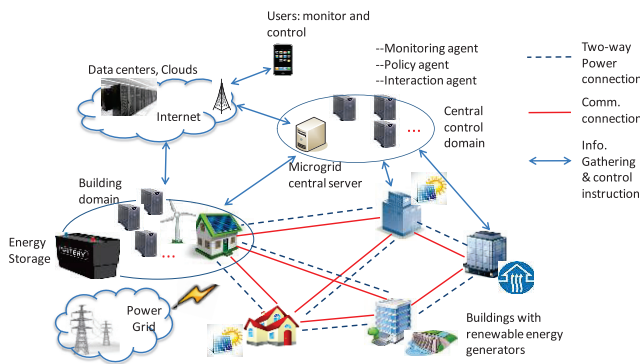 Users: monitor and
control
--Monitoring agent
--Policy agent
--Interaction agent
Two-way
Power
connection
Data centers, Clouds
Internet
Central
control
domain
Comm.
connection
...
Microgrid
central server
Info.
Gathering
& control
instruction
Building
domain
...
Energy
Storage
Power
Grid
Buildings with
renewable energy
generators